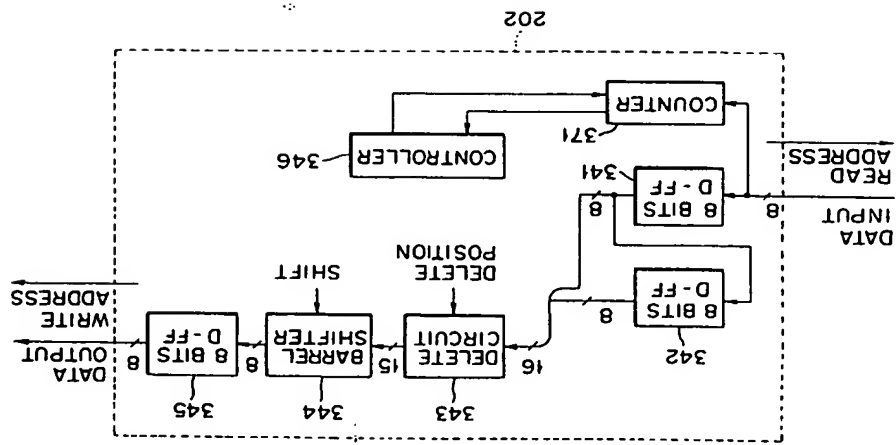 342
8 BITS
D-FF
8
343
DELETE
CIRCUIT
16
15
344
BARREL
SHIFTER
8
345
8 BITS
D-FF
8
DATA
OUTPUT
WRITE
ADDRESS
DELETE
POSITION
SHIFT
DATA
INPUT
8
8 BITS
D-FF
341
8
READ
ADDRESS
CONTROLLER
346
371
COUNTER
202